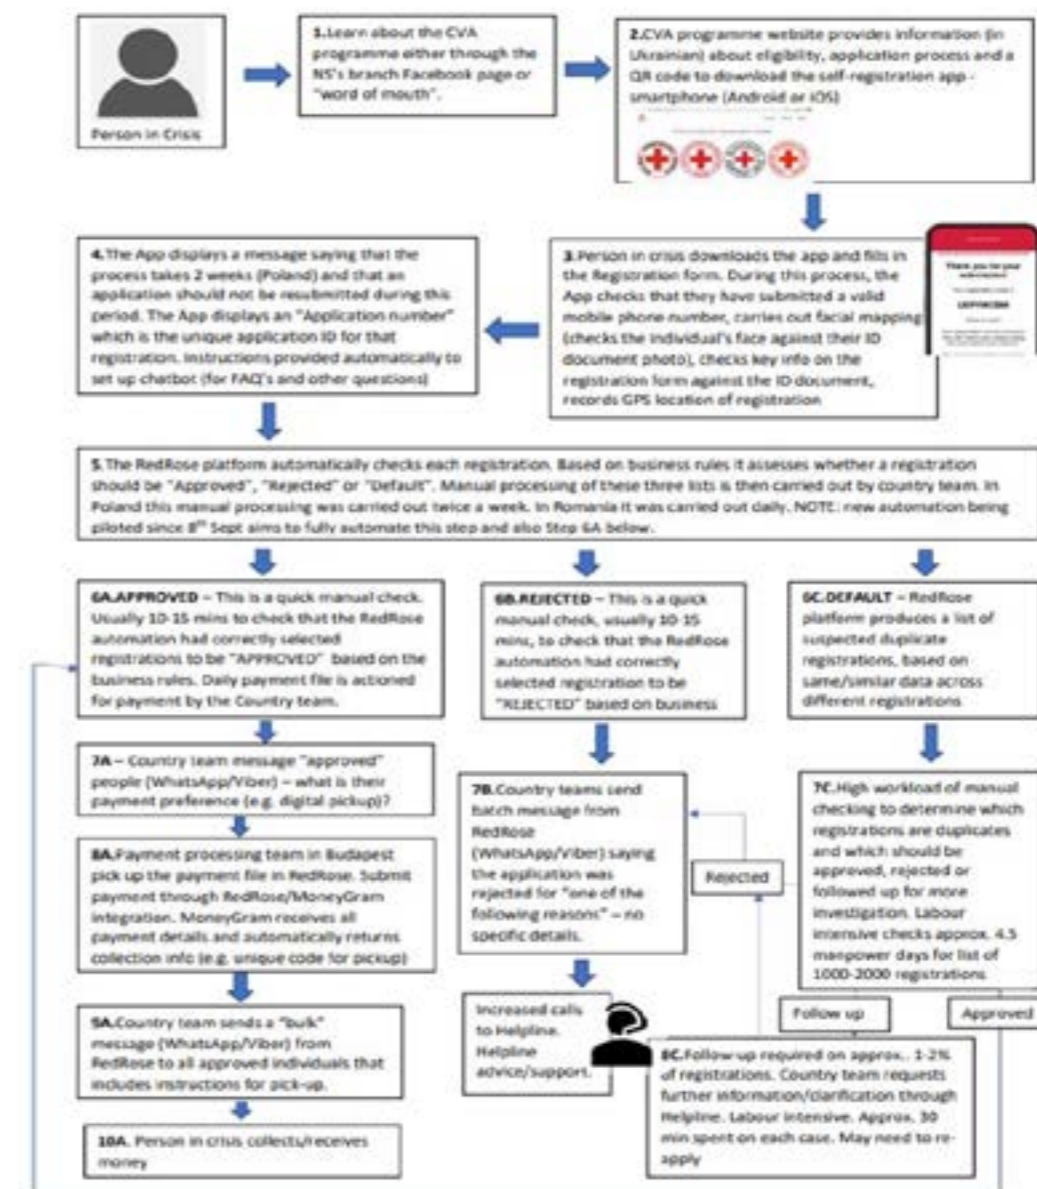 Person in Crisis
1.Learn about the CVA
programme either through the
NS's branch Facebook page or
"word of mouth".
2.CVA programme website provides information (in
Ukrainian) about eligibility, application process and a
QR code to download the self-registration app -
smartphone (Android or iOS)
3.Person in crisis downloads the app and fills in
the Registration form. During this process, the
App checks that they have submitted a valid
mobile phone number, carries out facial mapping
(checks the individual's face against their ID
document photo), checks key info on the
registration form against the ID document,
records GPS location of registration
Thank you for your
4.The App displays a message saying that the
process takes 2 weeks (Poland) and that an
application should not be resubmitted during this
period. The App displays an "Application number"
which is the unique application ID for that
registration. Instructions provided automatically to
set up chatbot (for FAQ's and other questions)
5.The RedRose platform automatically checks each registration. Based on business rules it assesses whether a registration
should be "Approved", "Rejected" or "Default". Manual processing of these three lists is then carried out by country team. In
Poland this manual processing was carried out twice a week. In Romania it was carried out daily. NOTE: new automation being
piloted since 8th Sept aims to fully automate this step and also Step 6A below.
6A.APPROVED – This is a quick manual check.
Usually 10-15 mins to check that the RedRose
automation had correctly selected
registrations to be "APPROVED" based on the
business rules. Daily payment file is actioned
for payment by the Country team.
6B.REJECTED – This is a quick
manual check, usually 10-15
mins, to check that the RedRose
automation had correctly
selected registration to be
"REJECTED" based on business
6C.DEFAULT – RedRose
platform produces a list of
suspected duplicate
registrations, based on
same/similar data across
different registrations
7A – Country team message "approved"
people (WhatsApp/Viber) – what is their
payment preference (e.g. digital pickup)?
7B.Country teams send
batch message from
RedRose
(WhatsApp/Viber) saying
the application was
rejected for "one of the
following reasons" – no
specific details.
Rejected
7C.High workload of manual
checking to determine which
registrations are duplicates
and which should be
approved, rejected or
followed up for more
investigation. Labour
intensive checks approx. 4.5
manpower days for list of
1000-2000 registrations
8A.Payment processing team in Budapest
pick up the payment file in RedRose. Submit
payment through RedRose/MoneyGram
integration. MoneyGram receives all
payment details and automatically returns
collection info (e.g. unique code for pickup)
Follow up
Approved
9A.Country team sends a "bulk"
message (WhatsApp/Viber) from
RedRose to all approved individuals that
includes instructions for pick-up.
Increased calls
to Helpline.
Helpline
advice/support.
8C.Follow-up required on approx.. 1-2%
of registrations. Country team requests
further information/clarification through
Helpline. Labour intensive. Approx. 30
min spent on each case. May need to re-
apply
10A. Person in crisis collects/receives
money